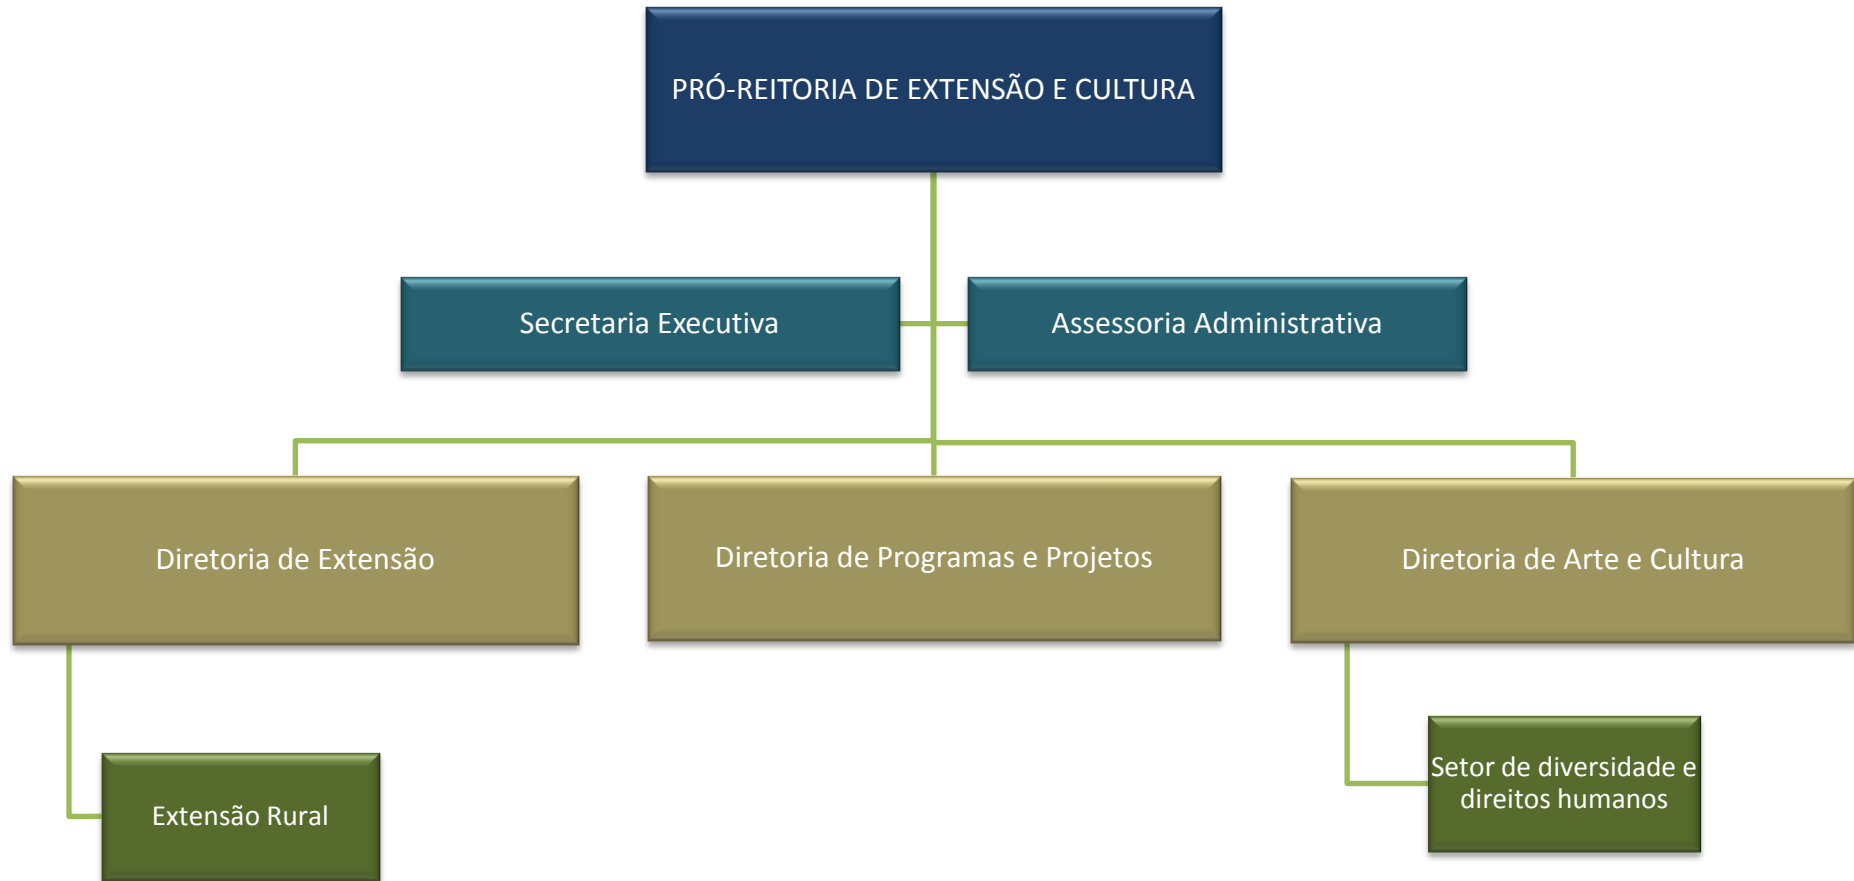 PRÓ-REITORIA DE EXTENSÃO E CULTURA
Secretaria Executiva
Assessoria Administrativa
Diretoria de Extensão
Diretoria de Programas e Projetos
Diretoria de Arte e Cultura
Extensão Rural
Setor de diversidade e
direitos humanos